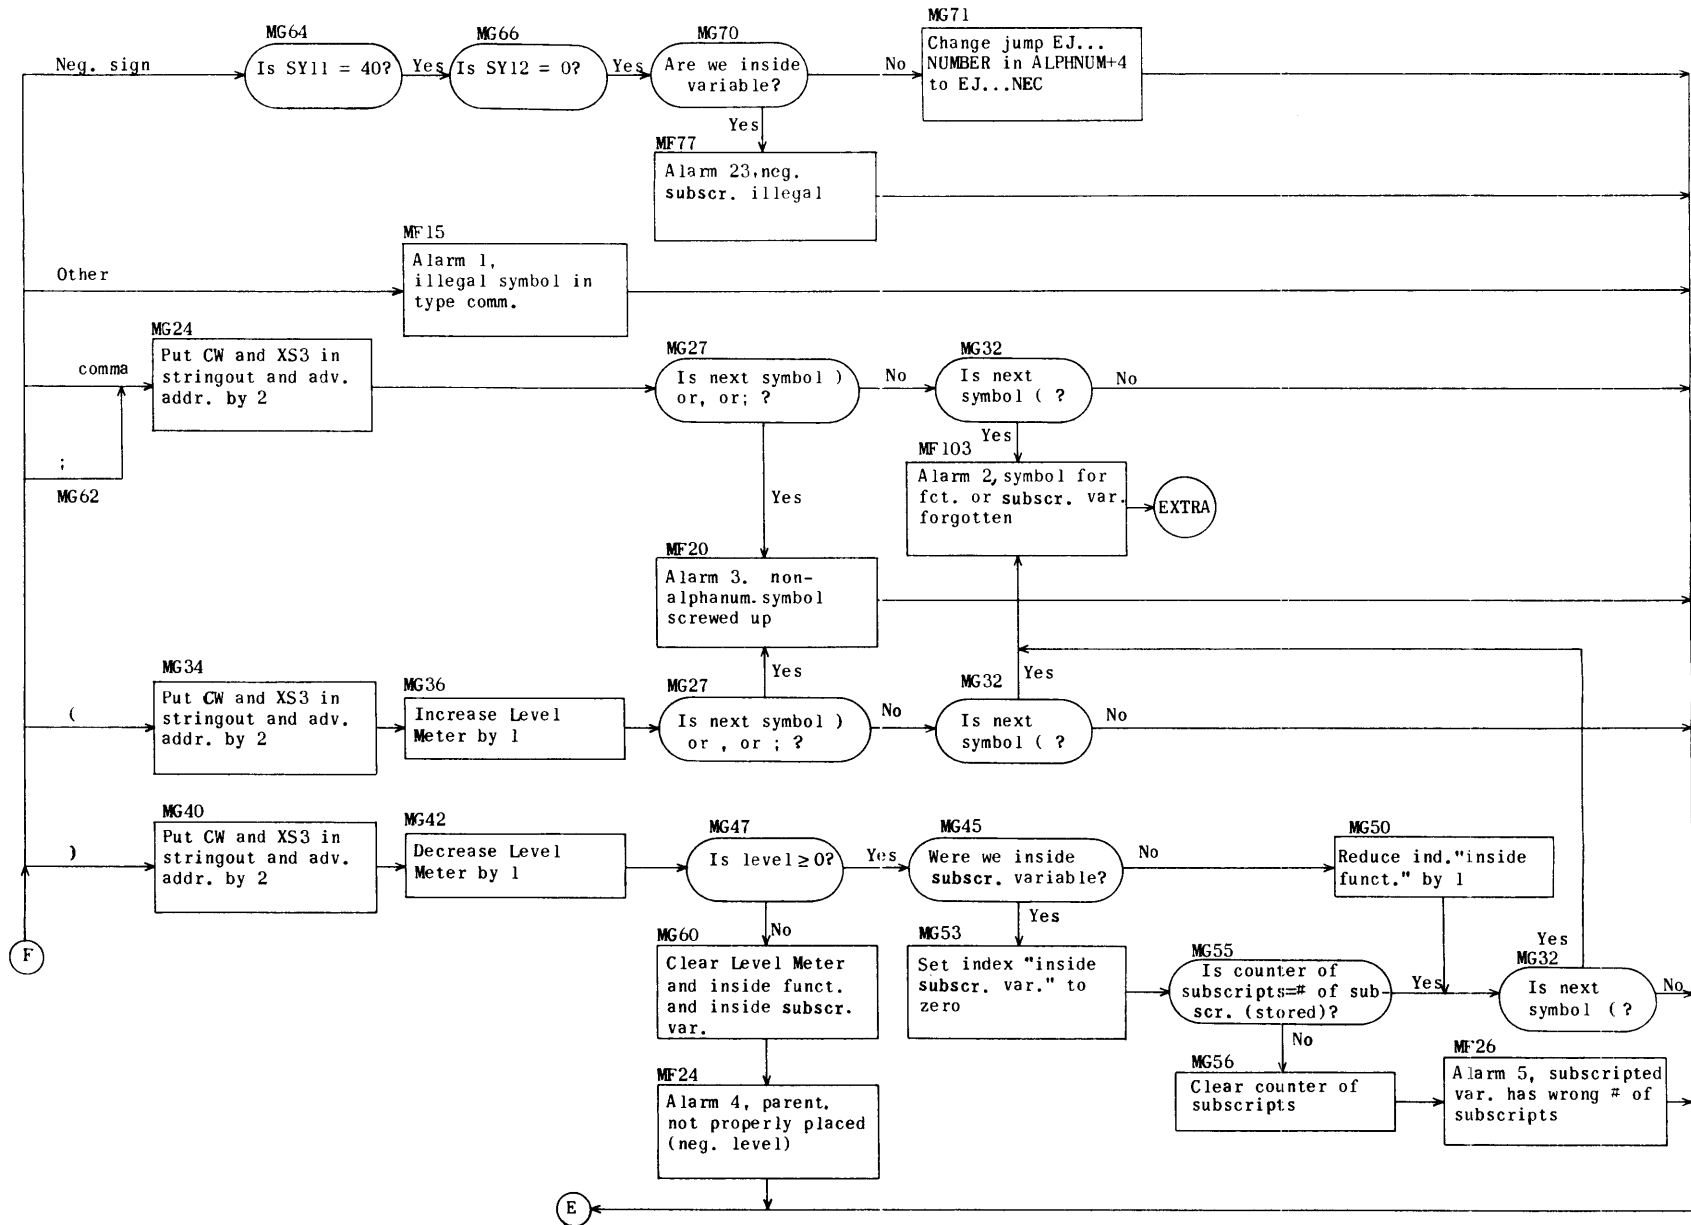 MG64
MG66
MG70
MG71
Neg. sign
Is SY11 = 40?
Yes
Is SY12 = 0?
Yes
Are we inside
variable?
No
Change jump EJ...
NUMBER in ALPHNUM+4
to EJ...NEC
Yes
MF77
Alarm 23, neg.
subscr. illegal
MF15
Other
Alarm 1,
illegal symbol in
type comm.
MG24
comma
Put CW and XS3 in
stringout and adv.
addr. by 2
MG27
Is next symbol )
or, or; ?
No
MG32
Is next
symbol ( ?
No
;
MG62
Yes
Yes
MF103
Alarm 2, symbol for
fct. or subscr. var.
forgotten
EXTRA
MF20
Alarm 3. non-
alphanum. symbol
screwed up
MG34
(
Put CW and XS3 in
stringout and adv.
addr. by 2
MG36
Increase Level
Meter by 1
Yes
MG27
Is next symbol )
or , or ; ?
No
Yes
MG32
Is next
symbol ( ?
No
MG40
)
Put CW and XS3 in
stringout and adv.
addr. by 2
MG42
Decrease Level
Meter by 1
MG47
Is level ≥ 0?
Yes
MG45
Were we inside
subscr. variable?
No
MG50
Reduce ind. "inside
funct." by 1
F
No
MG60
Clear Level Meter
and inside funct.
and inside subscr.
var.
Yes
MG53
Set index "inside
subscr. var." to
zero
MG55
Is counter of
subscripts=# of sub-
scr. (stored)?
Yes
Yes
MG32
Is next
symbol ( ?
No
No
MG56
Clear counter of
subscripts
MF26
Alarm 5, subscripted
var. has wrong # of
subscripts
MF24
Alarm 4, parent.
not properly placed
(neg. level)
E